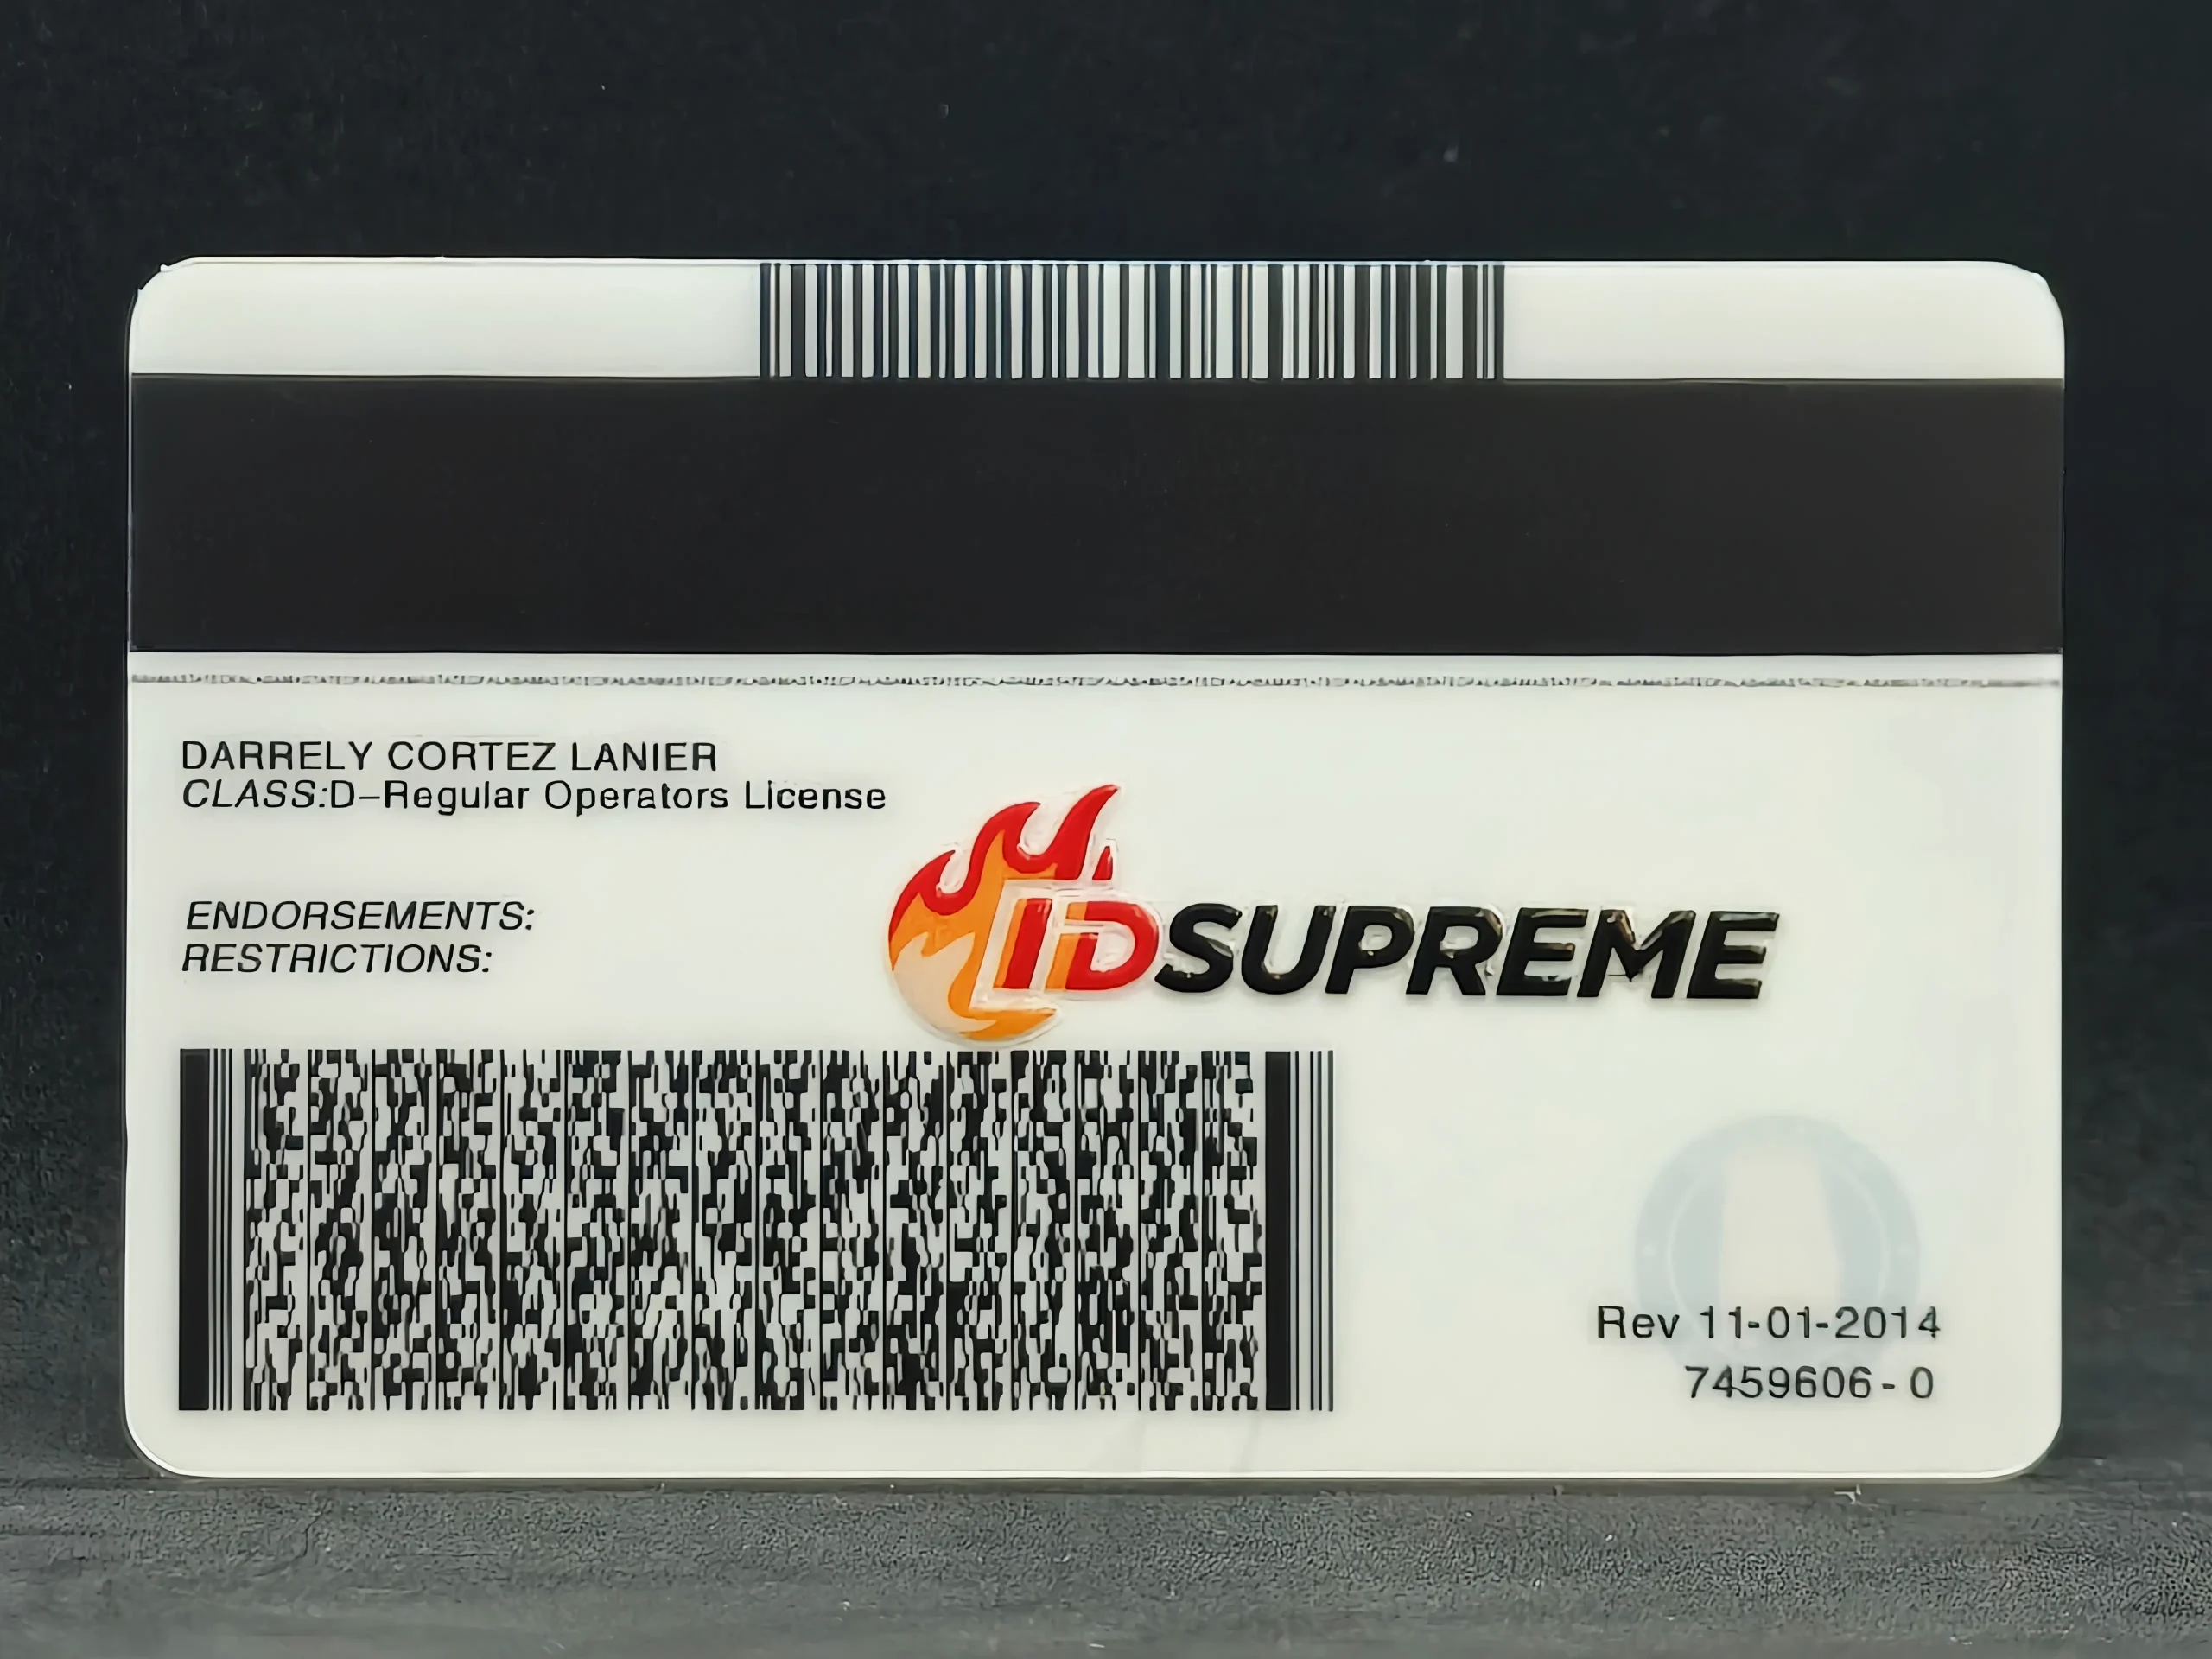 DARRELY CORTEZ LANIER
CLASS:D–Regular Operators License
ENDORSEMENTS:
RESTRICTIONS:
IDSUPREME
Rev 11-01-2014
7459606-0